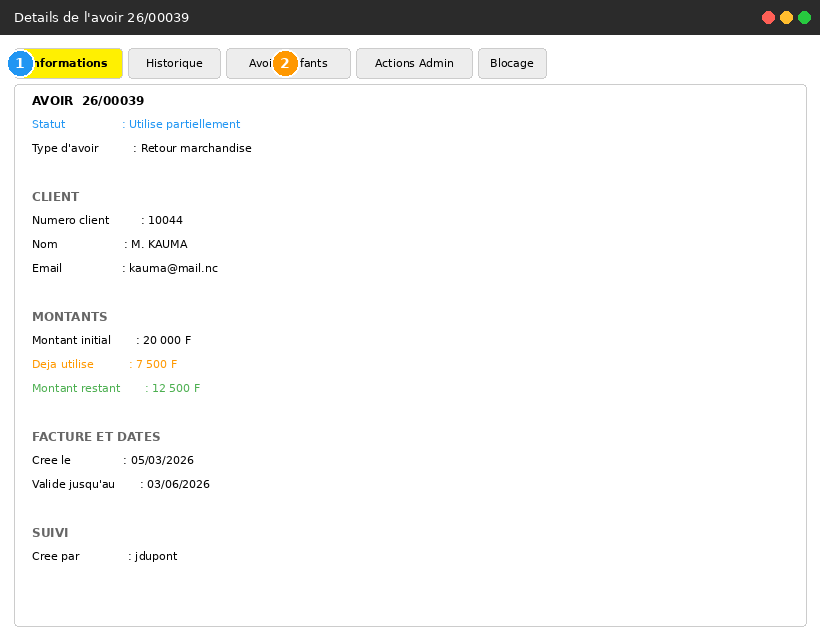 Details de l'avoir 26/00039
1 nformations Historique Avoi 2 fants Actions Admin Blocage
AVOIR 26/00039
Statut : Utilise partiellement
Type d'avoir : Retour marchandise
CLIENT
Numero client : 10044
Nom : M. KAUMA
Email : kauma@mail.nc
MONTANTS
Montant initial : 20 000 F
Deja utilise : 7 500 F
Montant restant : 12 500 F
FACTURE ET DATES
Cree le : 05/03/2026
Valide jusqu'au : 03/06/2026
SUIVI
Cree par : jdupont